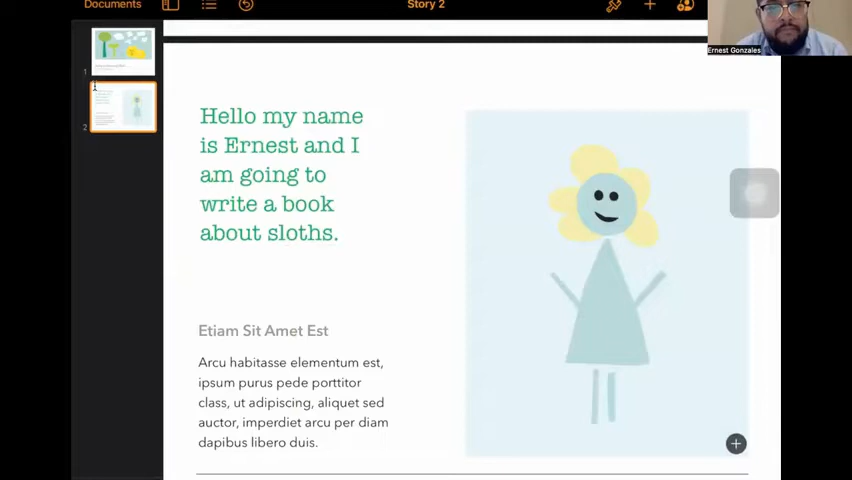 Documents
Story 2
Ernest Gonzales
1
2
Hello my name
is Ernest and I
am going to
write a book
about sloths.
Etiam Sit Amet Est
Arcu habitasse elementum est,
ipsum purus pede porttitor
class, ut adipiscing, aliquet sed
auctor, imperdiet arcu per diam
dapibus libero duis.